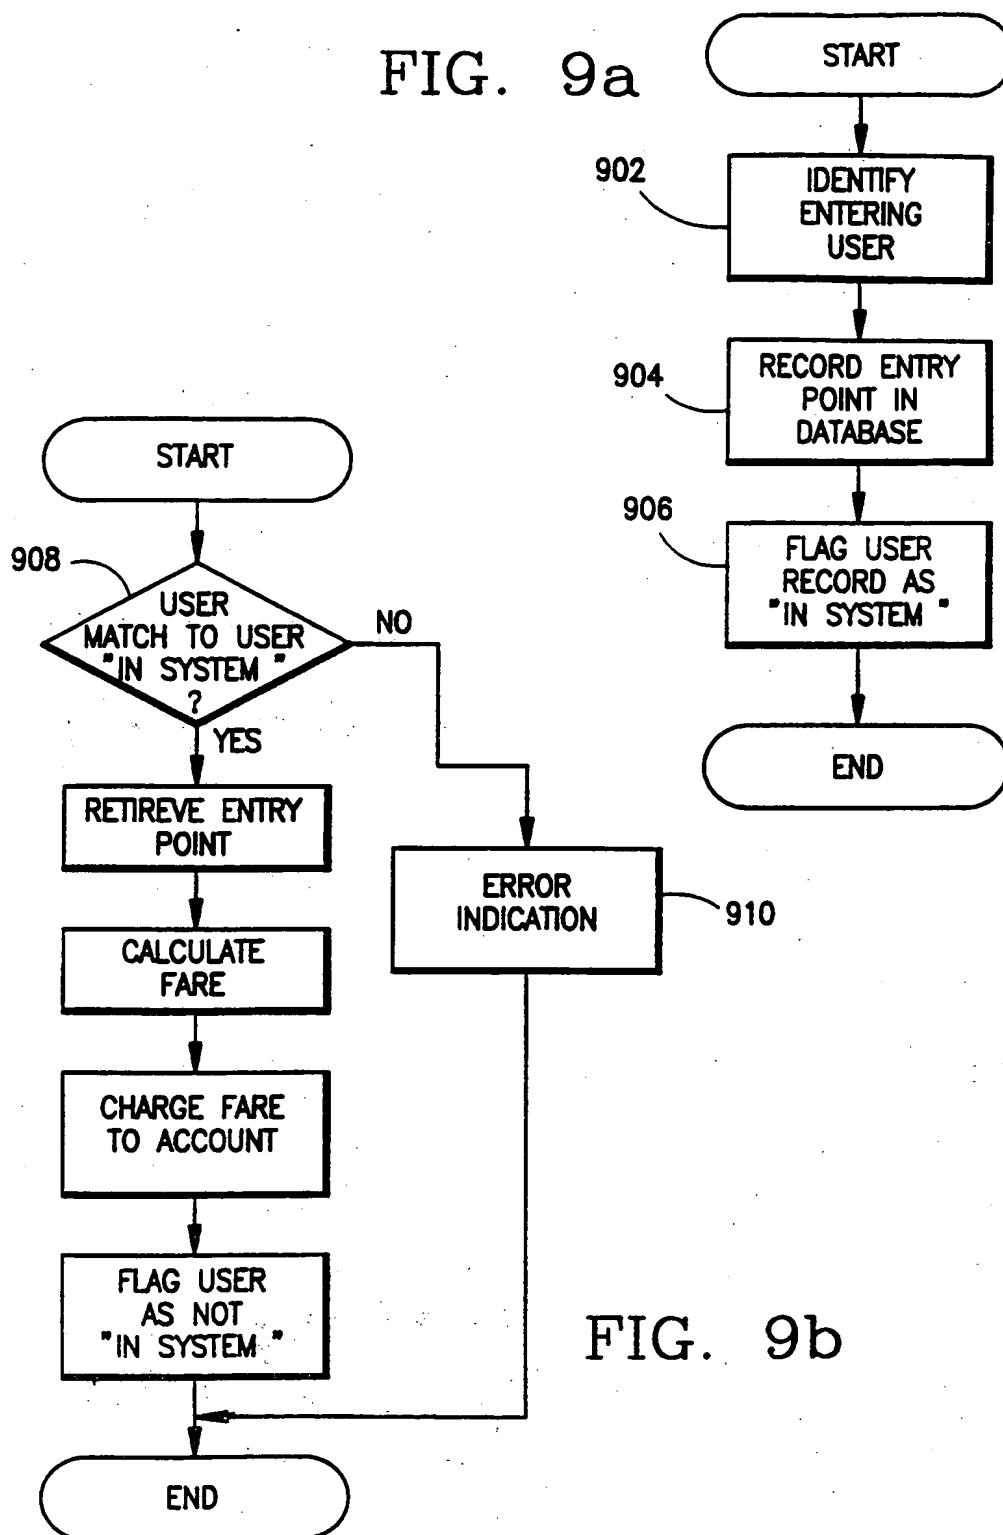 FIG. 9a
START
902
IDENTIFY
ENTERING
USER
904
RECORD ENTRY
POINT IN
DATABASE
906
FLAG USER
RECORD AS
"IN SYSTEM "
END
START
908
USER
MATCH TO USER
"IN SYSTEM "
?
NO
YES
RETIREVE ENTRY
POINT
CALCULATE
FARE
CHARGE FARE
TO ACCOUNT
FLAG USER
AS NOT
"IN SYSTEM "
END
ERROR
INDICATION
910
FIG. 9b